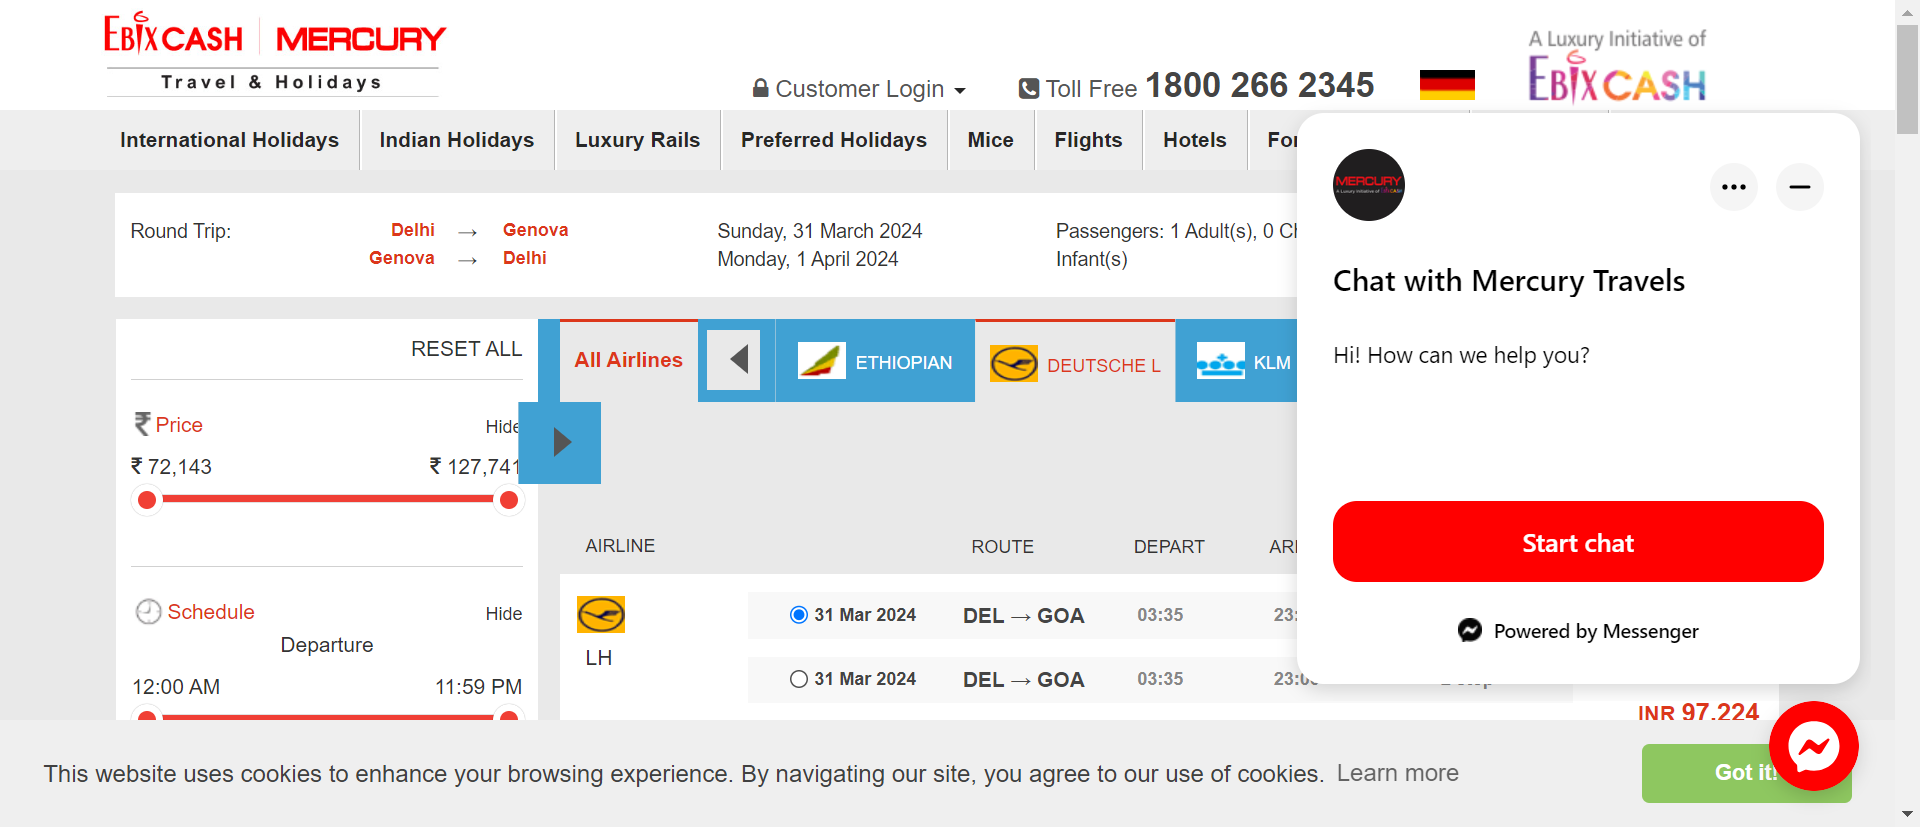 EBIXCASH MERCURY
Travel & Holidays
A Luxury Initiative of
EBIXCASH
Customer Login
Toll Free 1800 266 2345
International Holidays
Indian Holidays
Luxury Rails
Preferred Holidays
Mice
Flights
Hotels
Round Trip:
Delhi → Genova
Genova → Delhi
Sunday, 31 March 2024
Monday, 1 April 2024
Passengers: 1 Adult(s), 0
Infant(s)
RESET ALL
₹ Price
Hide
₹ 72,143
₹ 127,741
Schedule
Hide
Departure
12:00 AM
11:59 PM
All Airlines
ETHIOPIAN
DEUTSCHE L
KLM
AIRLINE
ROUTE
DEPART
LH
31 Mar 2024 DEL → GOA 03:35
31 Mar 2024 DEL → GOA 03:35
INR 97,224
MERCURY
Chat with Mercury Travels
Hi! How can we help you?
Start chat
Powered by Messenger
This website uses cookies to enhance your browsing experience. By navigating our site, you agree to our use of cookies. Learn more
Got it!